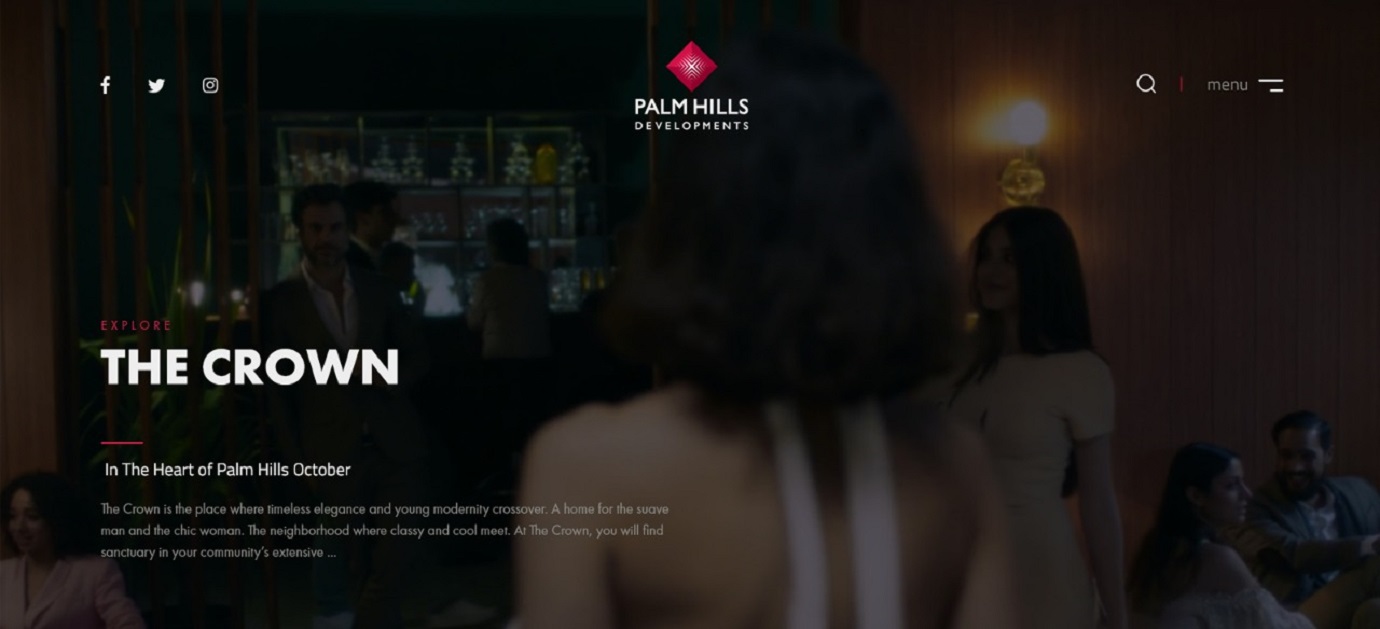 PALM HILLS
DEVELOPMENTS
menu
EXPLORE
THE CROWN
In The Heart of Palm Hills October
The Crown is the place where timeless elegance and young modernity crossover. A home for the suave
man and the chic woman. The neighborhood where classy and cool meet. At The Crown, you will find
sanctuary in your community's extensive ...